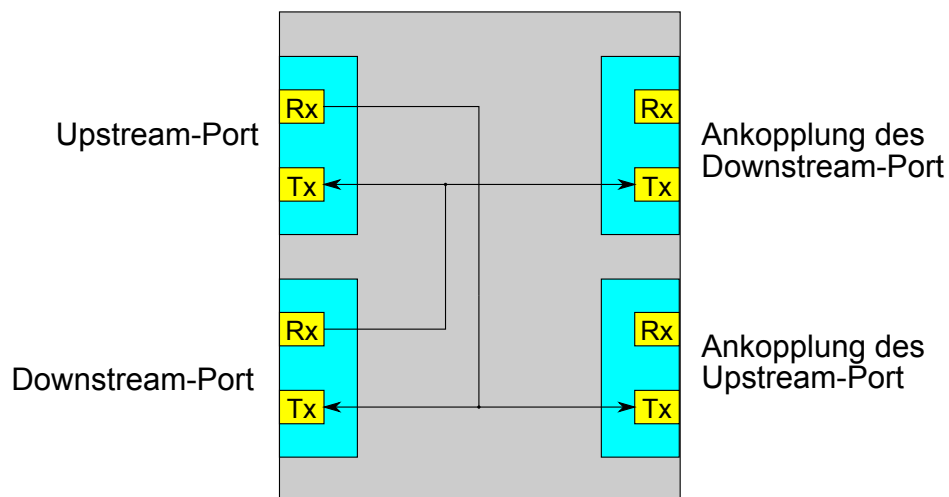 Upstream-Port
Rx
Tx
Rx
Tx
Ankopplung des
Downstream-Port
Downstream-Port
Rx
Tx
Rx
Tx
Ankopplung des
Upstream-Port